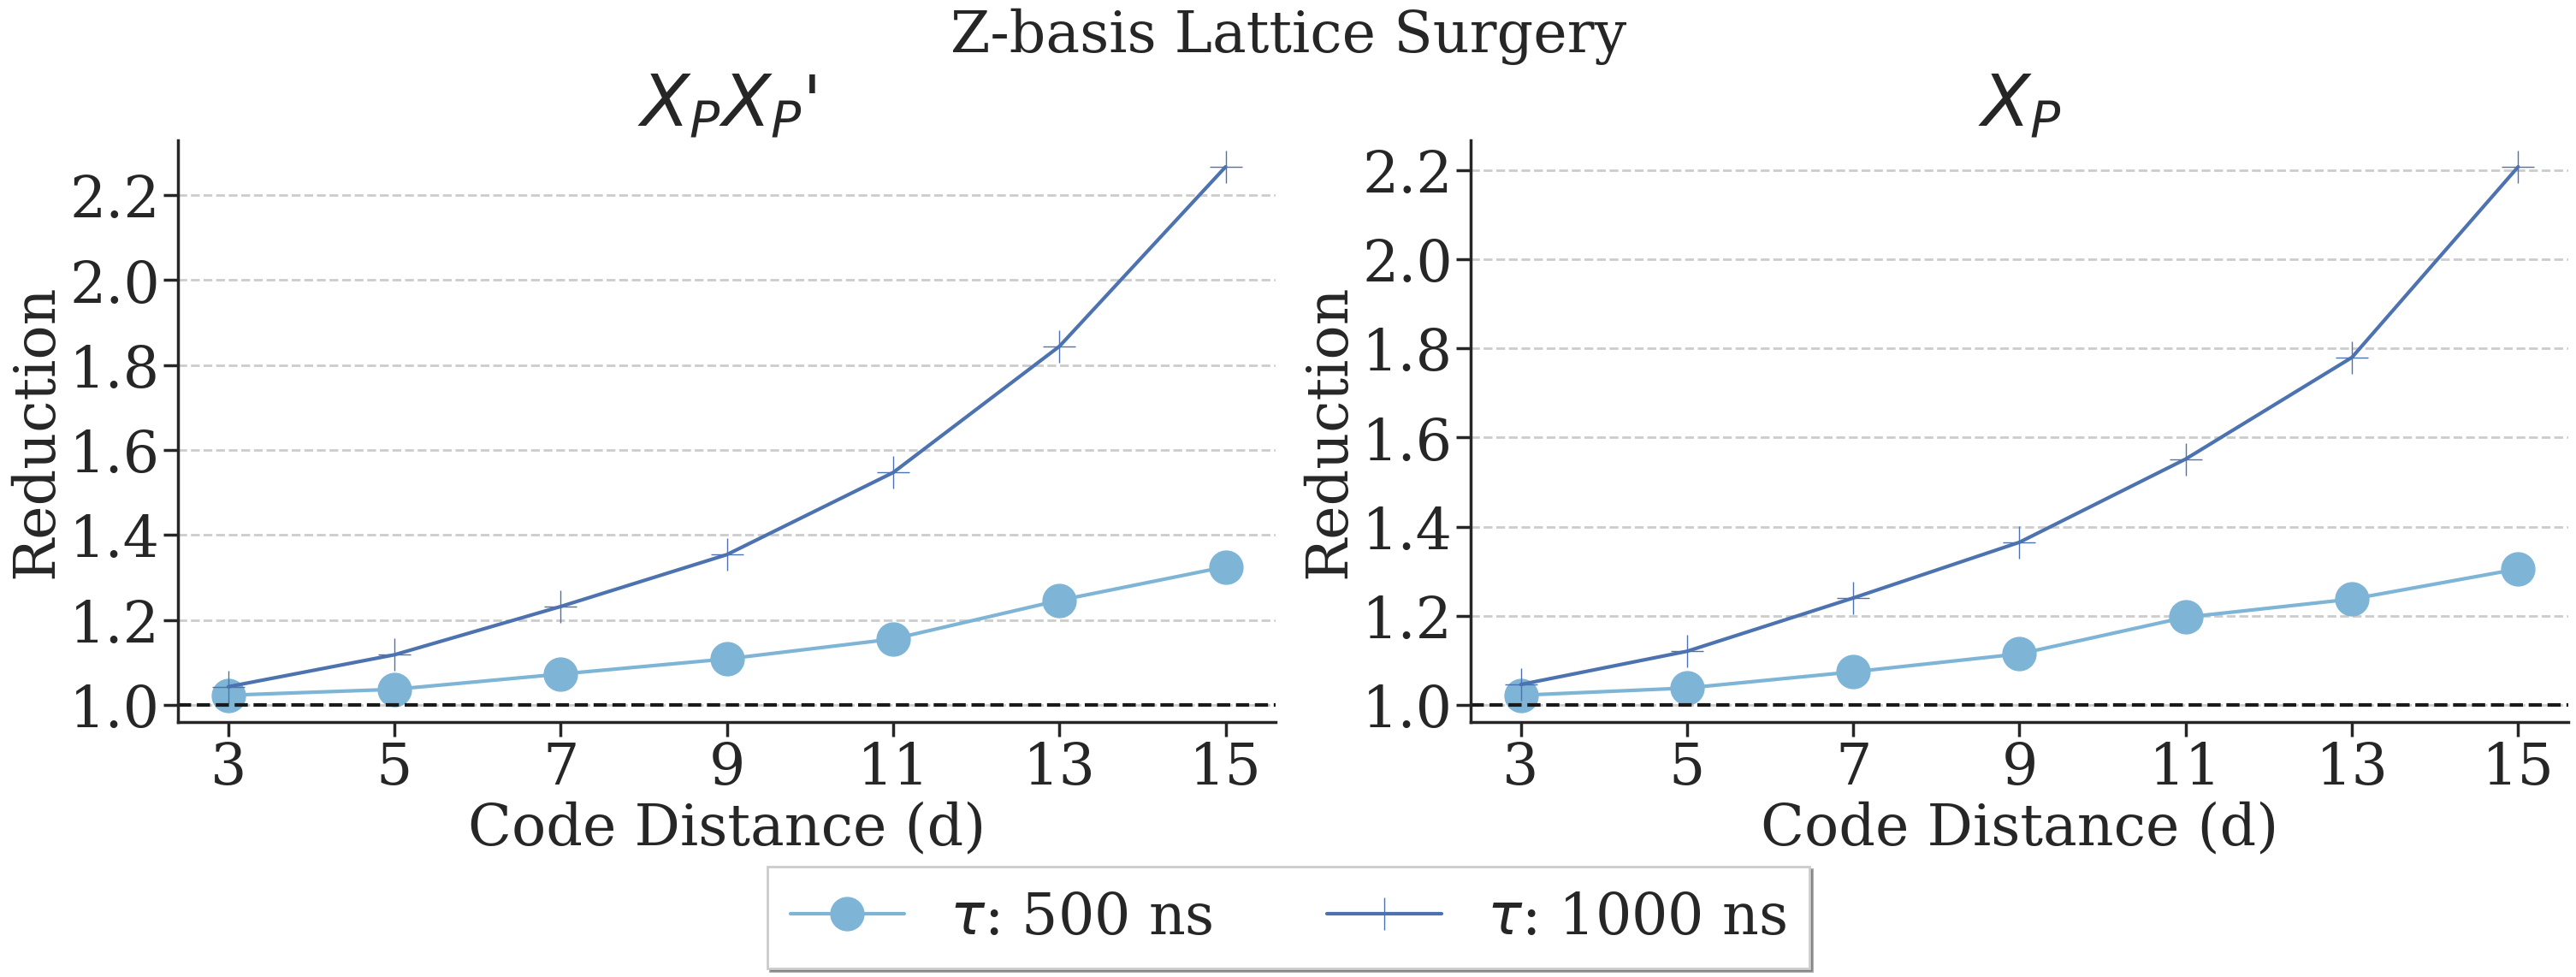 Z-basis Lattice Surgery
X_P X_P'
Reduction
2.2
2.0
1.8
1.6
1.4
1.2
1.0
3 5 7 9 11 13 15
Code Distance (d)
X_P
Reduction
2.2
2.0
1.8
1.6
1.4
1.2
1.0
3 5 7 9 11 13 15
Code Distance (d)
τ: 500 ns τ: 1000 ns